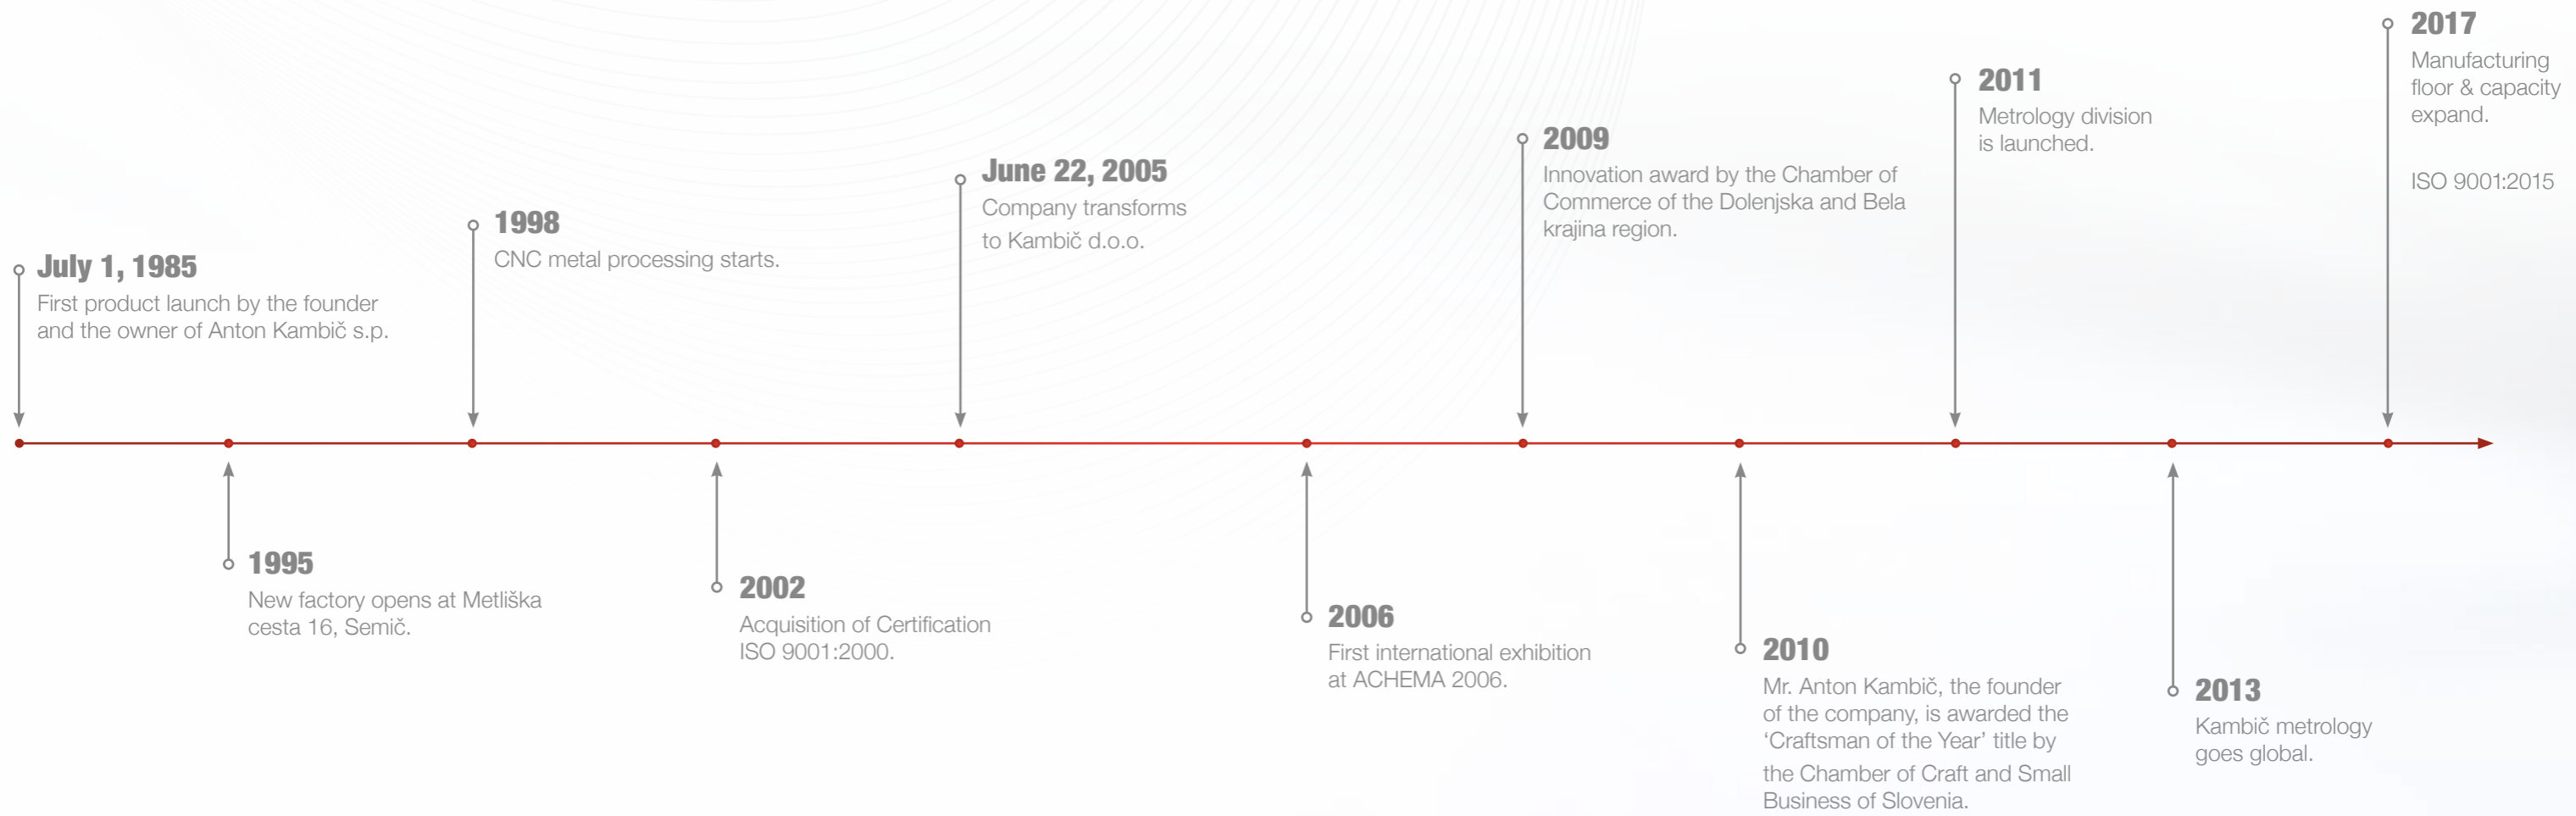 July 1, 1985
First product launch by the founder
and the owner of Anton Kambič s.p.
1995
New factory opens at Metliška
cesta 16, Semič.
1998
CNC metal processing starts.
2002
Acquisition of Certification
ISO 9001:2000.
June 22, 2005
Company transforms
to Kambič d.o.o.
2006
First international exhibition
at ACHEMA 2006.
2009
Innovation award by the Chamber of
Commerce of the Dolenjska and Bela
krajina region.
2010
Mr. Anton Kambič, the founder
of the company, is awarded the
‘Craftsman of the Year’ title by
the Chamber of Craft and Small
Business of Slovenia.
2011
Metrology division
is launched.
2013
Kambič metrology
goes global.
2017
Manufacturing
floor & capacity
expand.
ISO 9001:2015